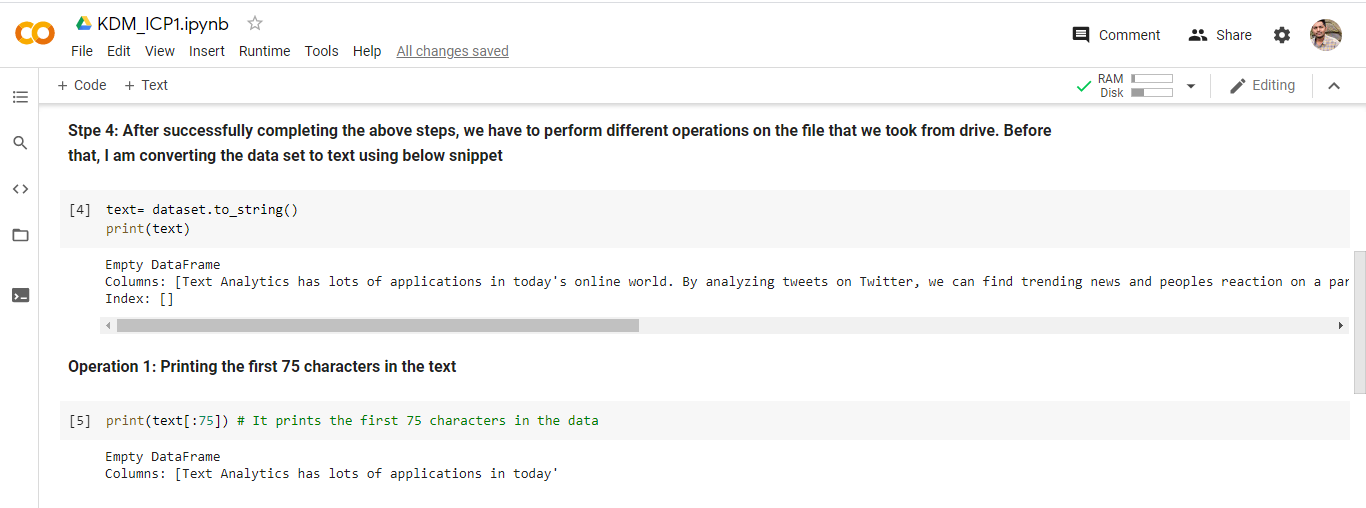 KDM_ICP1.ipynb
File Edit View Insert Runtime Tools Help All changes saved
Comment Share
+ Code + Text
RAM
Disk
Editing
Stpe 4: After successfully completing the above steps, we have to perform different operations on the file that we took from drive. Before
that, I am converting the data set to text using below snippet
[4] text= dataset.to_string()
print(text)
Empty DataFrame
Columns: [Text Analytics has lots of applications in today's online world. By analyzing tweets on Twitter, we can find trending news and peoples reaction on a par
Index: []
Operation 1: Printing the first 75 characters in the text
[5] print(text[:75]) # It prints the first 75 characters in the data
Empty DataFrame
Columns: [Text Analytics has lots of applications in today'